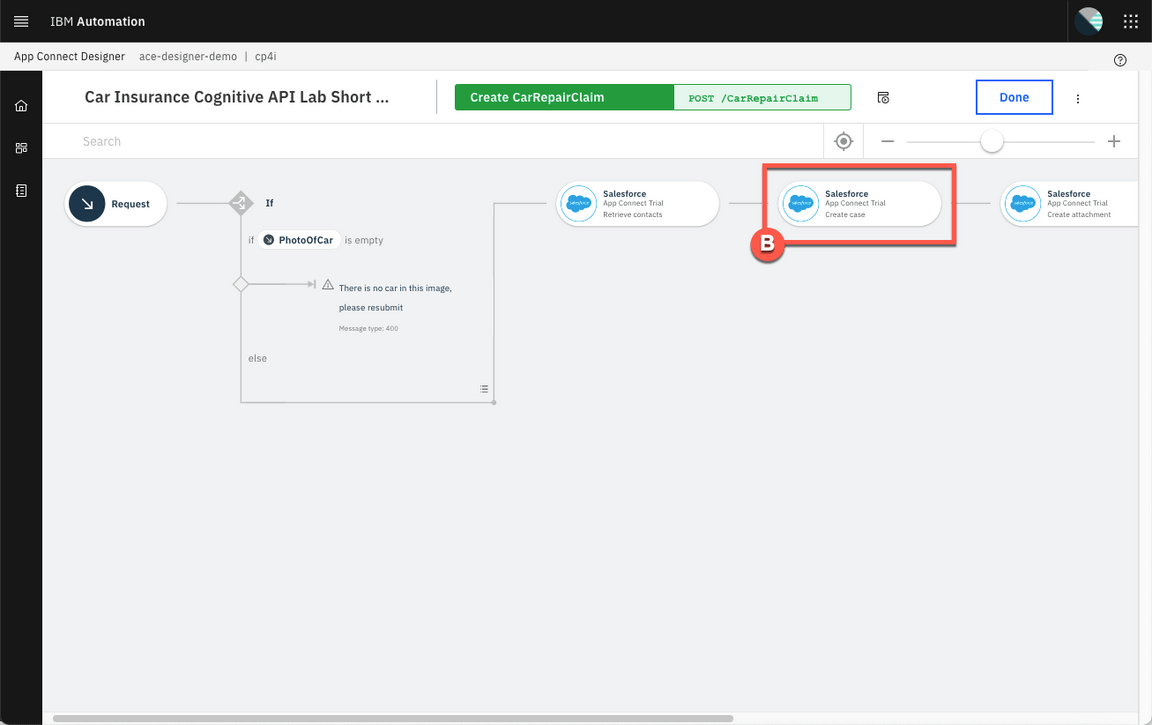 IBM Automation
App Connect Designer ace-designer-demo | cp4i
Car Insurance Cognitive API Lab Short ...
Create CarRepairClaim
POST /CarRepairClaim
Done
Search
Request
If
if PhotoOfCar is empty
There is no car in this image,
please resubmit
Message type: 400
else
Salesforce
App Connect Trial
Retrieve contacts
Salesforce
App Connect Trial
Create case
B
Salesforce
App Connect Trial
Create attachment